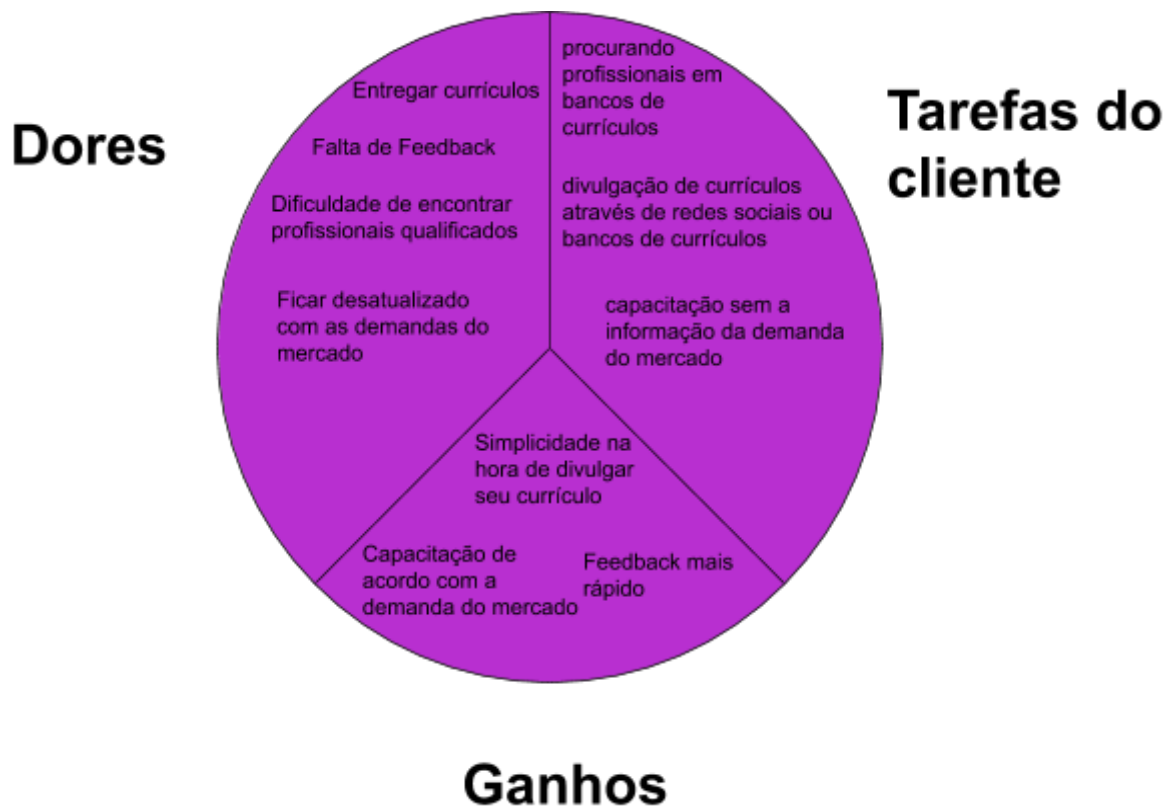 Dores
Entregar currículos
Falta de Feedback
Dificuldade de encontrar
profissionais qualificados
Ficar desatualizado
com as demandas do
mercado
Tarefas do
cliente
procurando
profissionais em
bancos de
currículos
divulgação de currículos
através de redes sociais ou
bancos de currículos
capacitação sem a
informação da demanda
do mercado
Simplicidade na
hora de divulgar
seu currículo
Capacitação de
acordo com a
demanda do mercado
Feedback mais
rápido
Ganhos